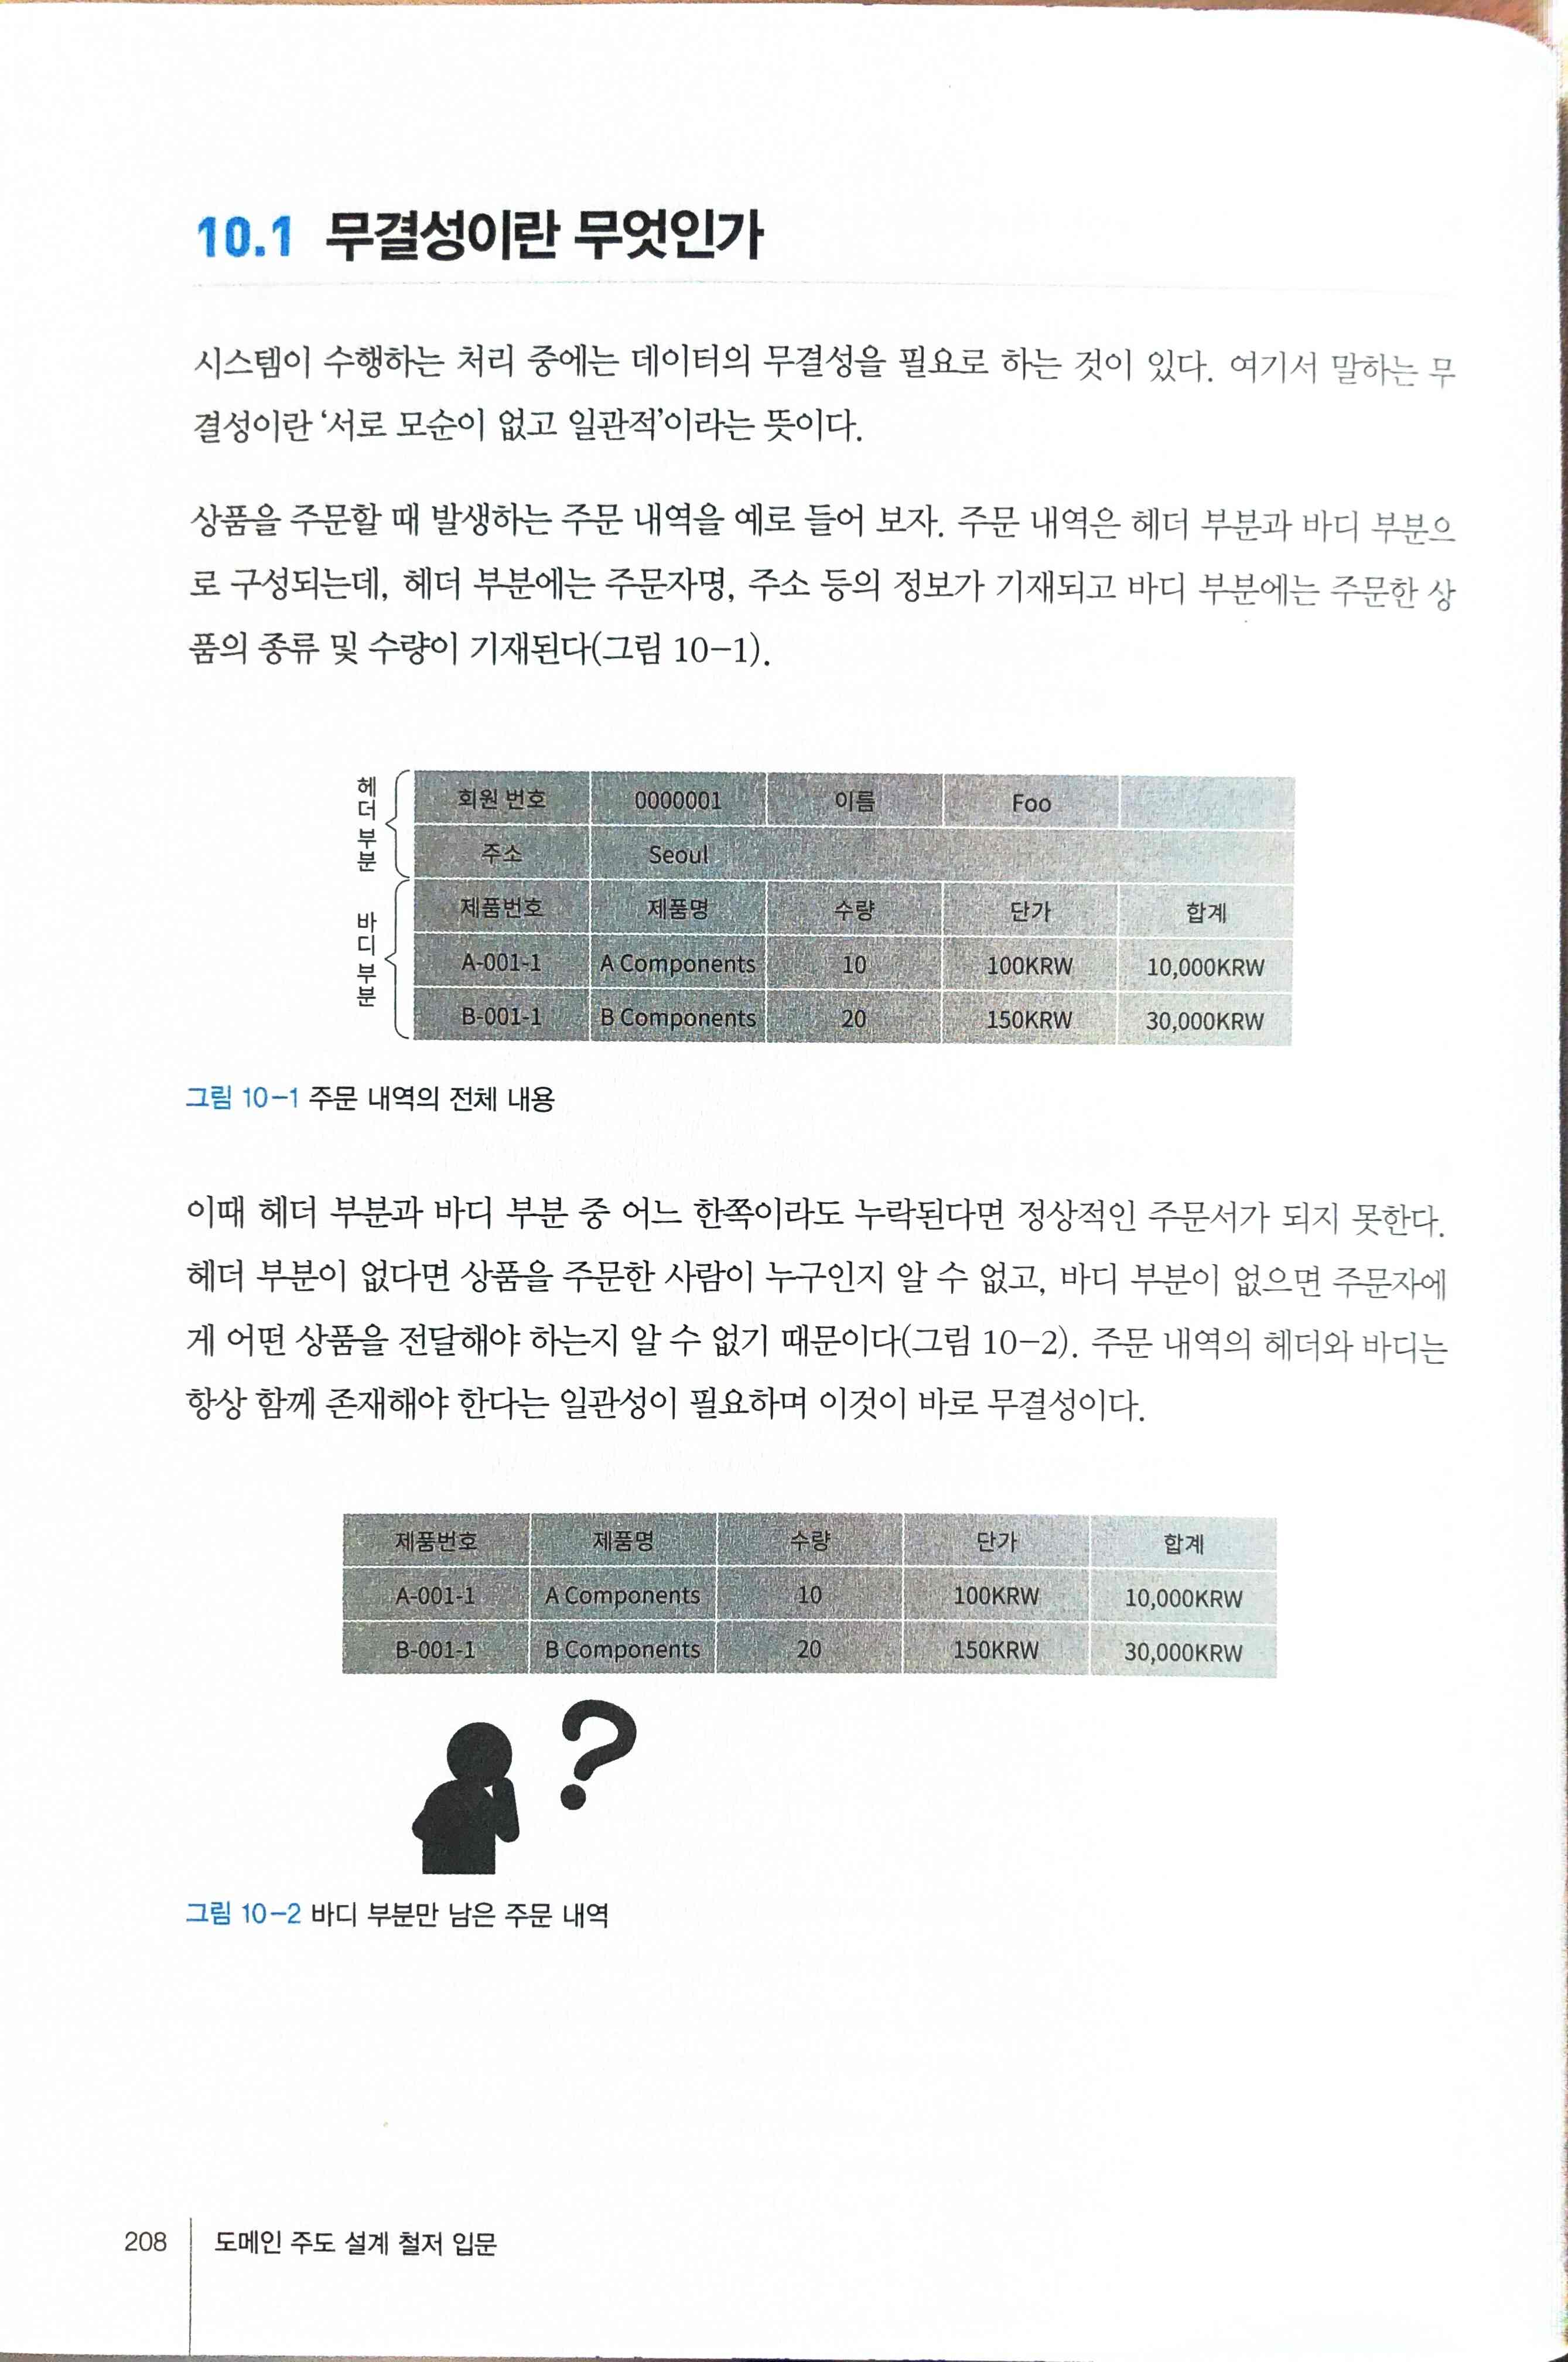 10.1 무결성이란 무엇인가
시스템이 수행하는 처리 중에는 데이터의 무결성을 필요로 하는 것이 있다. 여기서 말하는 무
결성이란 ‘서로 모순이 없고 일관적’이라는 뜻이다.
상품을 주문할 때 발생하는 주문 내역을 예로 들어 보자. 주문 내역은 헤더 부분과 바디 부분으
로 구성되는데, 헤더 부분에는 주문자명, 주소 등의 정보가 기재되고 바디 부분에는 주문한 상
품의 종류 및 수량이 기재된다(그림 10-1).
헤더 부분
회원 번호 0000001 이름 Foo
주소 Seoul
바디 부분
제품번호 제품명 수량 단가 합계
A-001-1 A Components 10 100KRW 10,000KRW
B-001-1 B Components 20 150KRW 30,000KRW
그림 10-1 주문 내역의 전체 내용
이때 헤더 부분과 바디 부분 중 어느 한쪽이라도 누락된다면 정상적인 주문서가 되지 못한다.
헤더 부분이 없다면 상품을 주문한 사람이 누구인지 알 수 없고, 바디 부분이 없으면 주문자에
게 어떤 상품을 전달해야 하는지 알 수 없기 때문이다(그림 10-2). 주문 내역의 헤더와 바디는
항상 함께 존재해야 한다는 일관성이 필요하며 이것이 바로 무결성이다.
제품번호 제품명 수량 단가 합계
A-001-1 A Components 10 100KRW 10,000KRW
B-001-1 B Components 20 150KRW 30,000KRW
?
그림 10-2 바디 부분만 남은 주문 내역
208 도메인 주도 설계 철저 입문